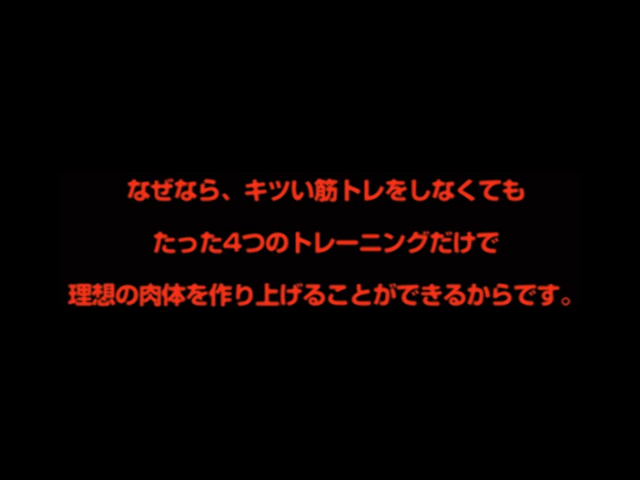 なぜなら、キツい筋トレをしなくても
たった4つのトレーニングだけで
理想の肉体を作り上げることができるからです。